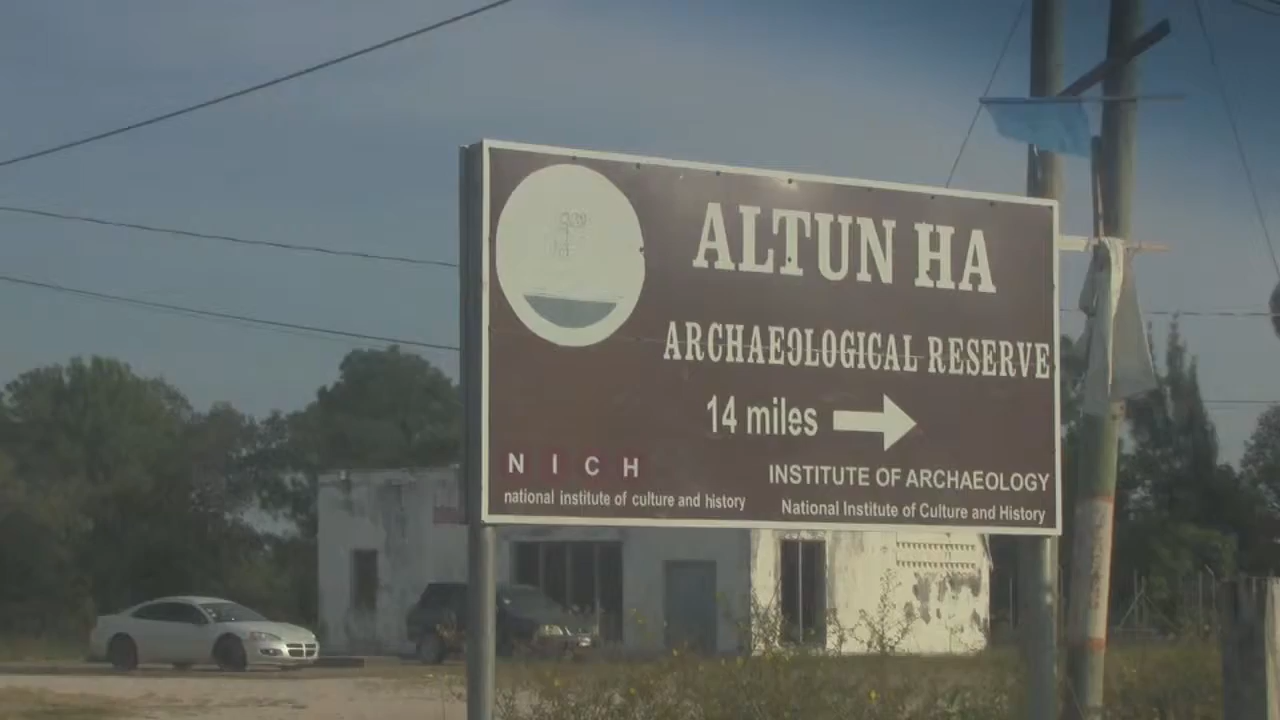 ALTUN HA
ARCHAEOLOGICAL RESERVE
14 miles
N I C H
national institute of culture and history
INSTITUTE OF ARCHAEOLOGY
National Institute of Culture and History